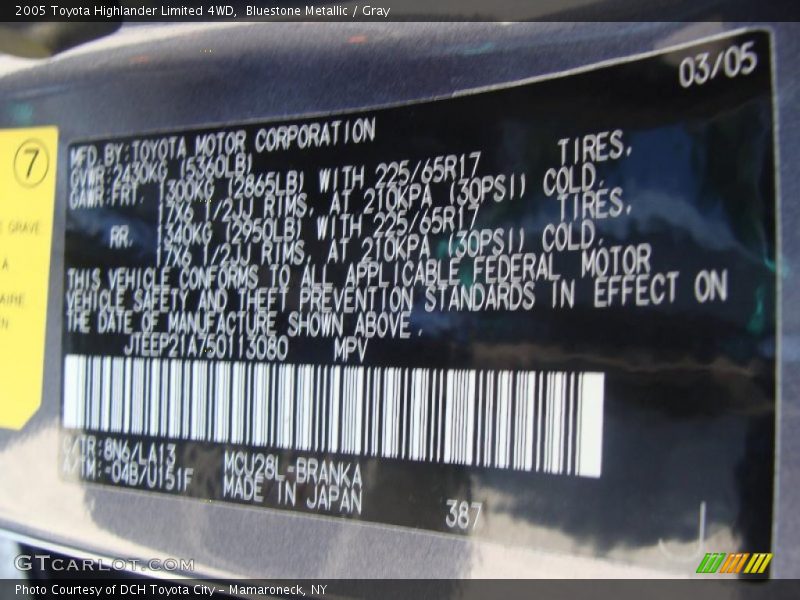 2005 Toyota Highlander Limited 4WD,  Bluestone Metallic / Gray
03/05
7
MFD.BY:TOYOTA MOTOR CORPORATION
GVWR:2430KG (5360LB)
GAWR:FRT. 1300KG (2865LB) WITH 225/65R17 TIRES,
17X6 1/2JJ RIMS, AT 210KPA (30PSI) COLD.
RR. 1340KG (2950LB) WITH 225/65R17 TIRES,
17X6 1/2JJ RIMS, AT 210KPA (30PSI) COLD.
THIS VEHICLE CONFORMS TO ALL APPLICABLE FEDERAL MOTOR
VEHICLE SAFETY AND THEFT PREVENTION STANDARDS IN EFFECT ON
THE DATE OF MANUFACTURE SHOWN ABOVE.
JTEEP21A750113080 MPV
GRAVE
A
C/TR:8N6/LA13
A/TM:-04B/U151F
MCU28L-BRANKA
MADE IN JAPAN
387
GTCARLOT.COM
Photo Courtesy of DCH Toyota City - Mamaroneck, NY